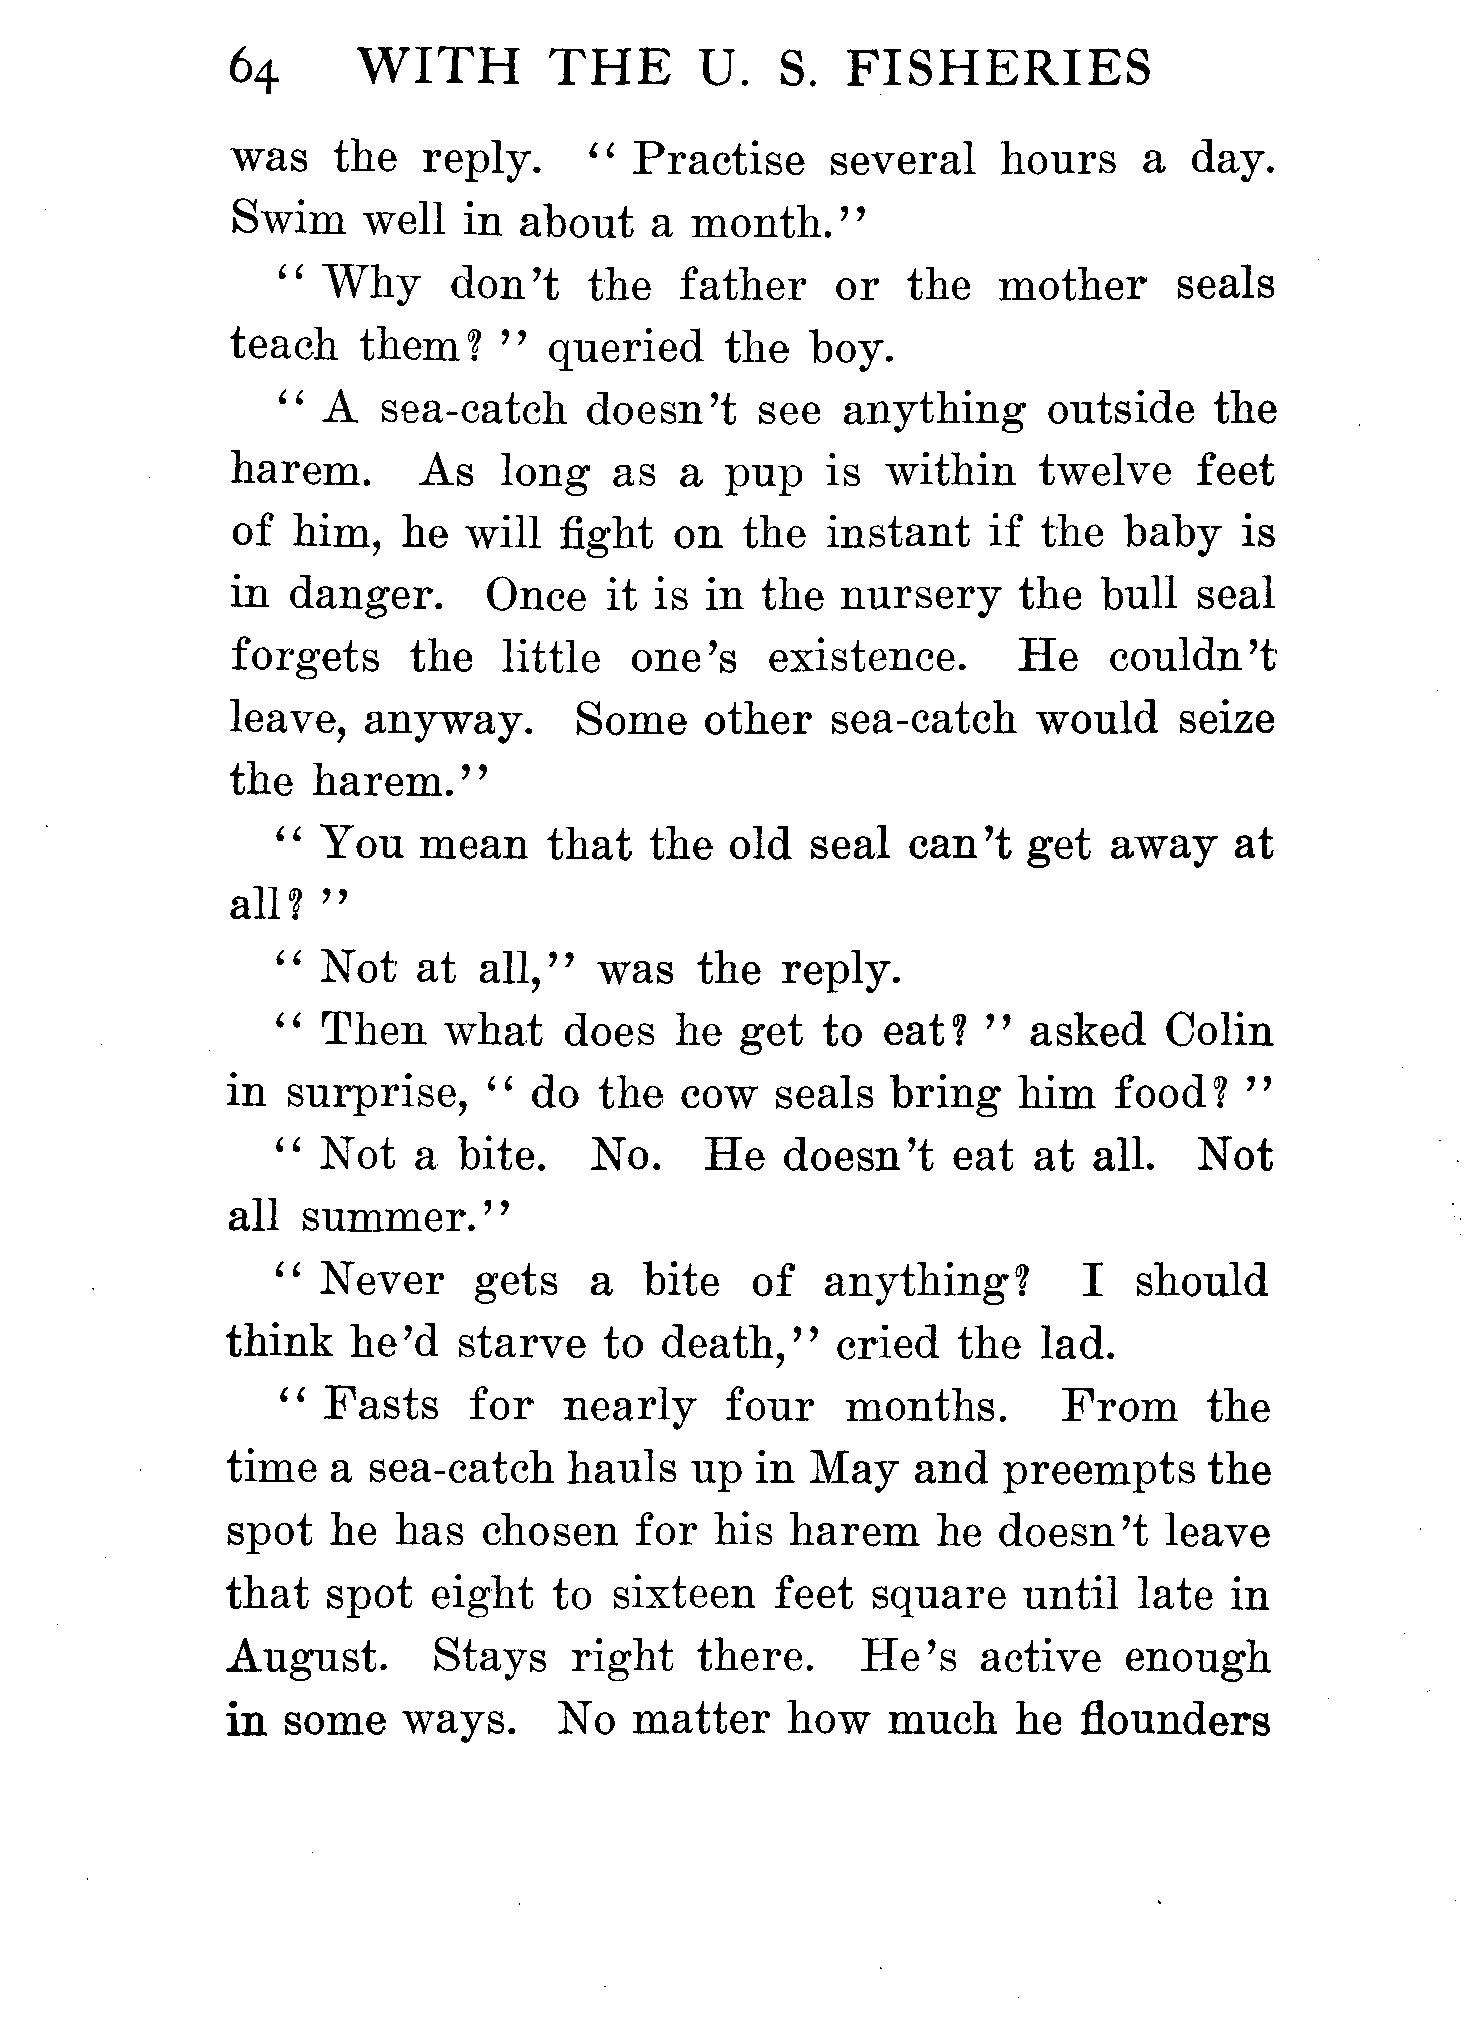 64 WITH THE U. S. FISHERIES
was the reply. “ Practise several hours a day.
Swim well in about a month.”
“ Why don’t the father or the mother seals
teach them? ” queried the boy.
“ A sea-catch doesn’t see anything outside the
harem. As long as a pup is within twelve feet
of him, he will fight on the instant if the baby is
in danger. Once it is in the nursery the bull seal
forgets the little one’s existence. He couldn’t
leave, anyway. Some other sea-catch would seize
the harem.”
“ You mean that the old seal can’t get away at
all? ”
“ Not at all,” was the reply.
“ Then what does he get to eat? ” asked Colin
in surprise, “ do the cow seals bring him food? ”
“ Not a bite. No. He doesn’t eat at all. Not
all summer.”
“ Never gets a bite of anything? I should
think he’d starve to death,” cried the lad.
“ Fasts for nearly four months. From the
time a sea-catch hauls up in May and preempts the
spot he has chosen for his harem he doesn’t leave
that spot eight to sixteen feet square until late in
August. Stays right there. He’s active enough
in some ways. No matter how much he flounders